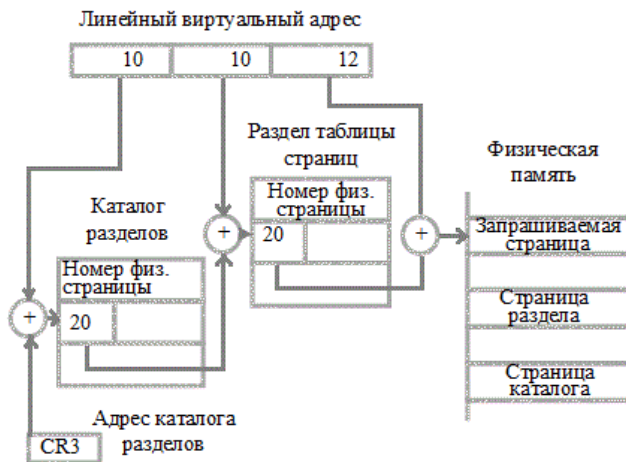 Линейный виртуальный адрес
10 10 12
Раздел таблицы
страниц
Физическая
память
Каталог
разделов
Номер физ.
страницы
20
+
+
Запрашиваемая
страница
Номер физ.
страницы
20
+
Страница
раздела
Страница
каталога
Адрес каталога
разделов
CR3